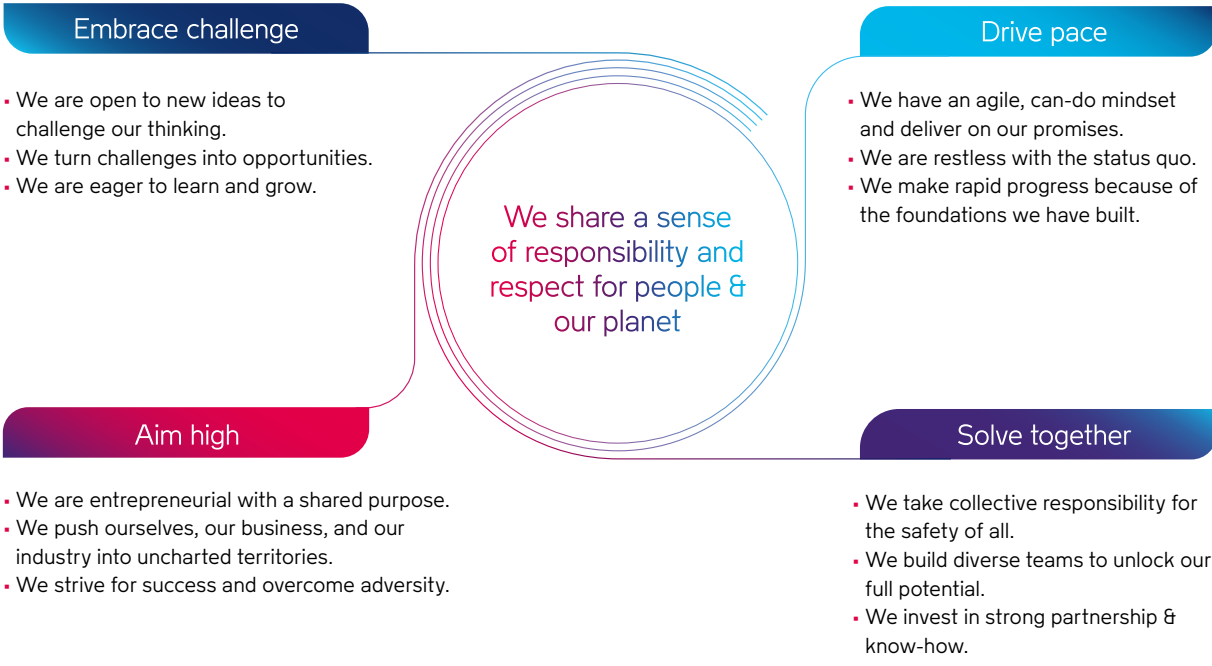 Embrace challenge
▪ We are open to new ideas to
challenge our thinking.
▪ We turn challenges into opportunities.
▪ We are eager to learn and grow.
Drive pace
▪ We have an agile, can-do mindset
and deliver on our promises.
▪ We are restless with the status quo.
▪ We make rapid progress because of
the foundations we have built.
We share a sense
of responsibility and
respect for people &
our planet
Aim high
▪ We are entrepreneurial with a shared purpose.
▪ We push ourselves, our business, and our
industry into uncharted territories.
▪ We strive for success and overcome adversity.
Solve together
▪ We take collective responsibility for
the safety of all.
▪ We build diverse teams to unlock our
full potential.
▪ We invest in strong partnership &
know-how.